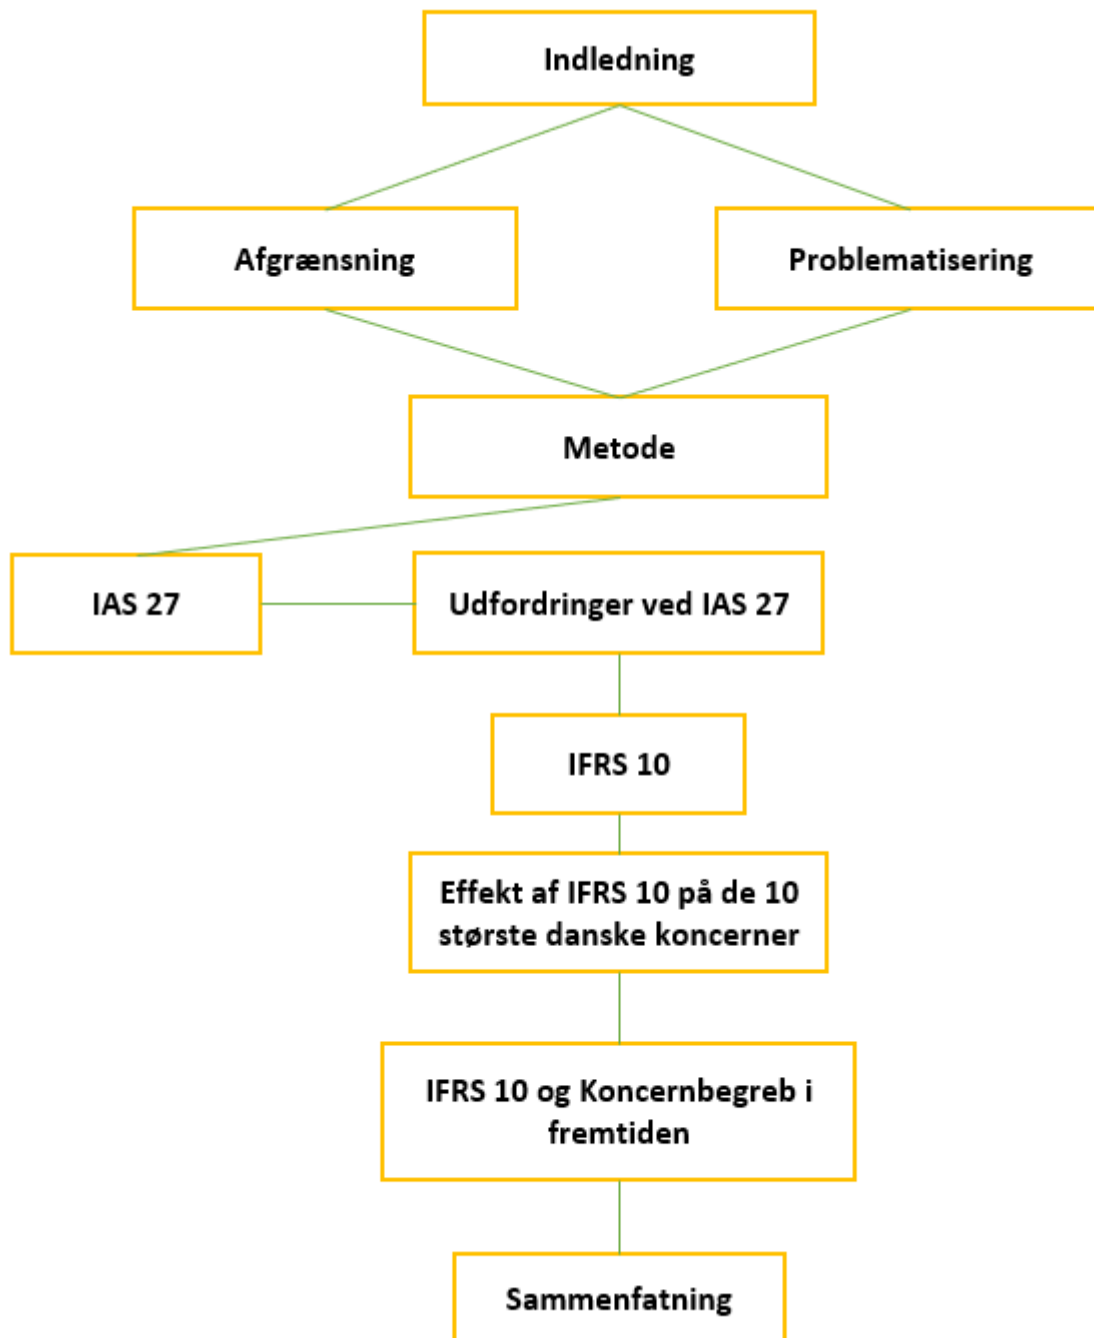 Indledning
Afgrænsning
Problematisering
Metode
IAS 27
Udfordringer ved IAS 27
IFRS 10
Effekt af IFRS 10 på de 10
største danske koncerner
IFRS 10 og Koncernbegreb i
fremtiden
Sammenfatning